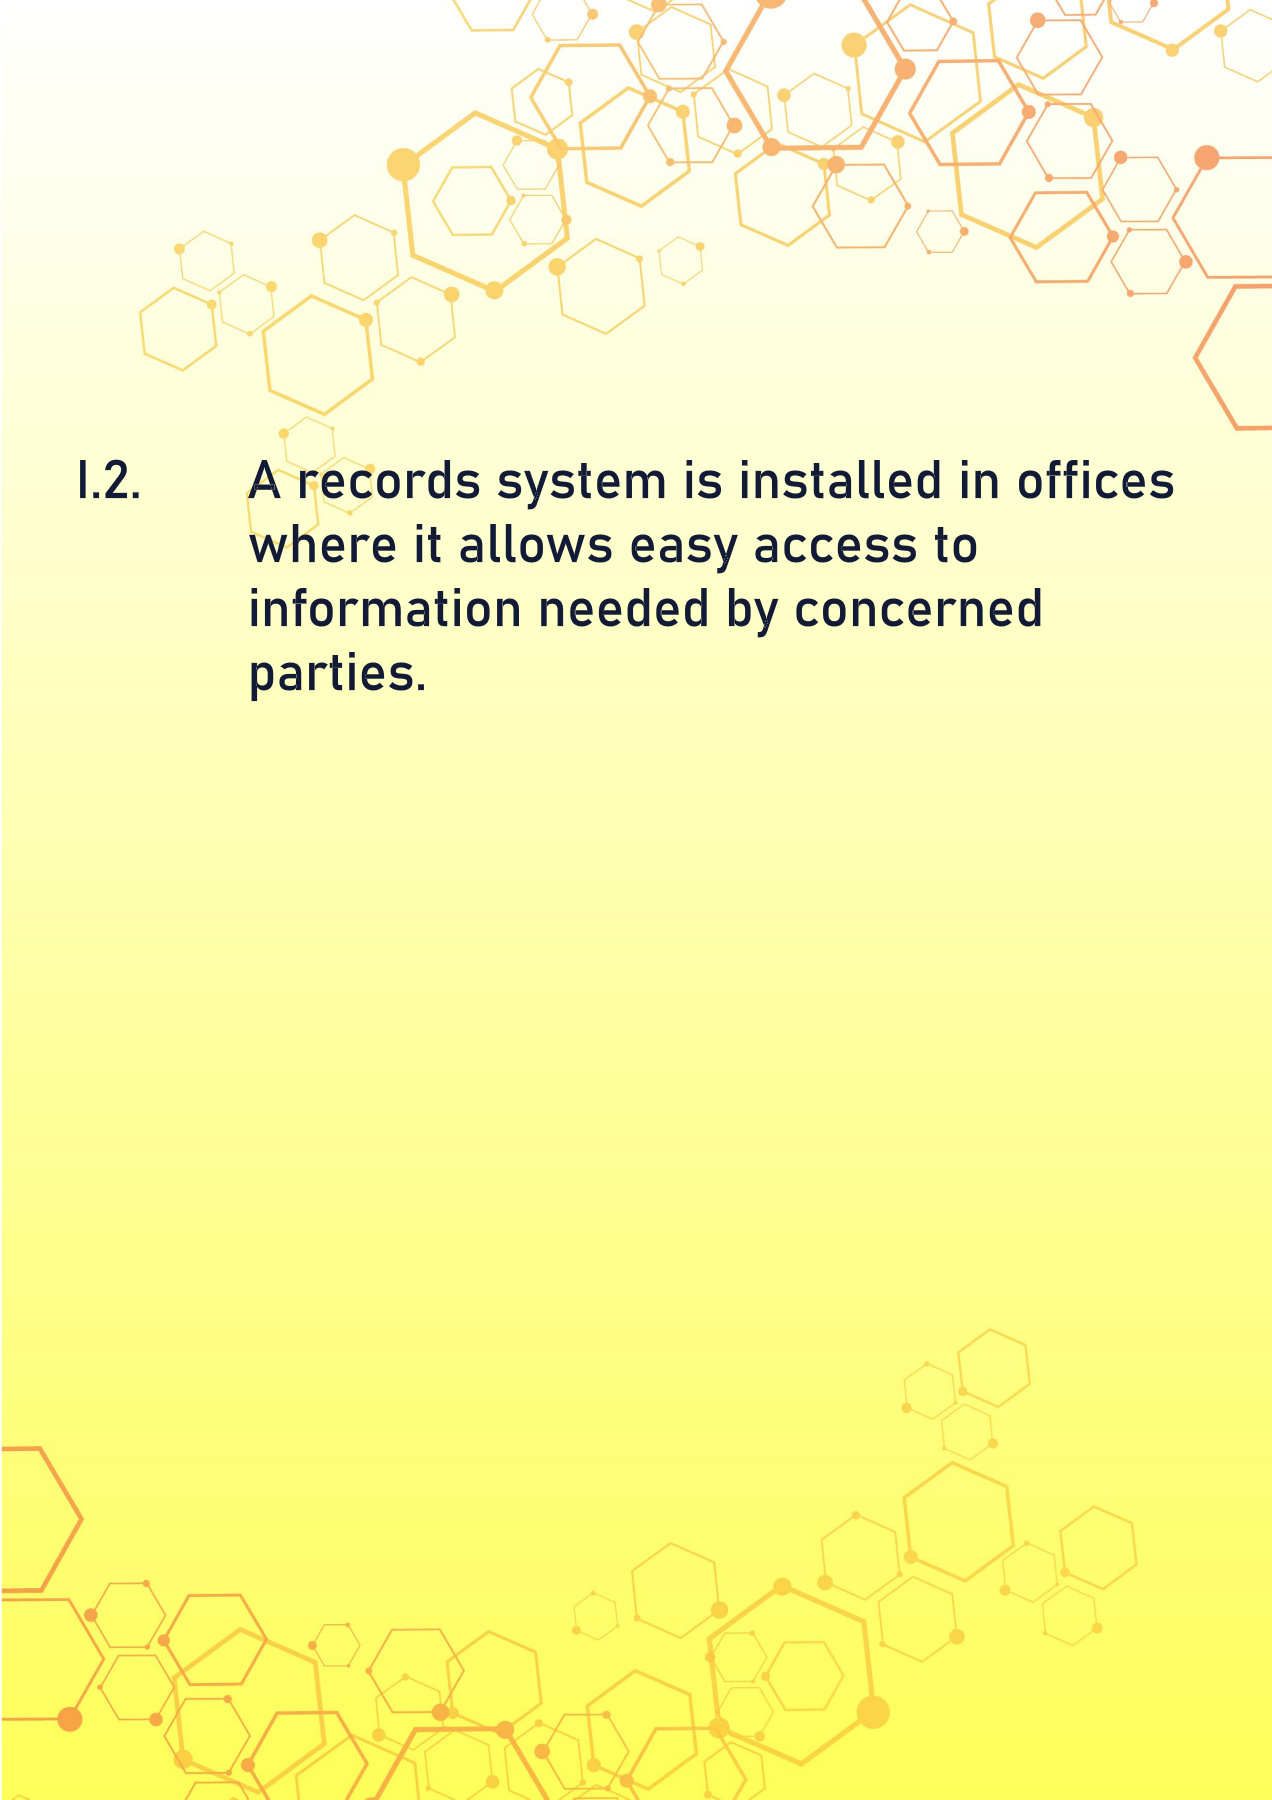 I.2. A records system is installed in offices
where it allows easy access to
information needed by concerned
parties.